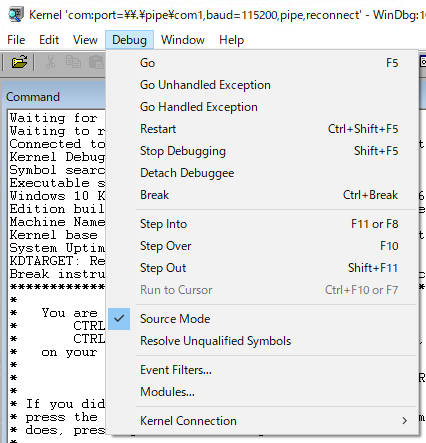 Kernel 'com:port=¥¥.¥pipe¥com1,baud=115200,pipe,reconnect' - WinDbg:1
File Edit View Debug Window Help
Command
Go F5
Go Unhandled Exception
Go Handled Exception
Restart Ctrl+Shift+F5
Stop Debugging Shift+F5
Detach Debuggee
Break Ctrl+Break
Step Into F11 or F8
Step Over F10
Step Out Shift+F11
Run to Cursor Ctrl+F10 or F7
Source Mode
Resolve Unqualified Symbols
Event Filters...
Modules...
Kernel Connection
Waiting for
Waiting to r
Connected to
Kernel Debug
Symbol searc
Executable s
Windows 10 K
Edition buil
Machine Name
Kernel base
System Uptim
KDTARGET: Re
Break instru
************
*
* You are
* CTRL
* CTRL
* on your
*
*
* If you did
* press the
* does, press